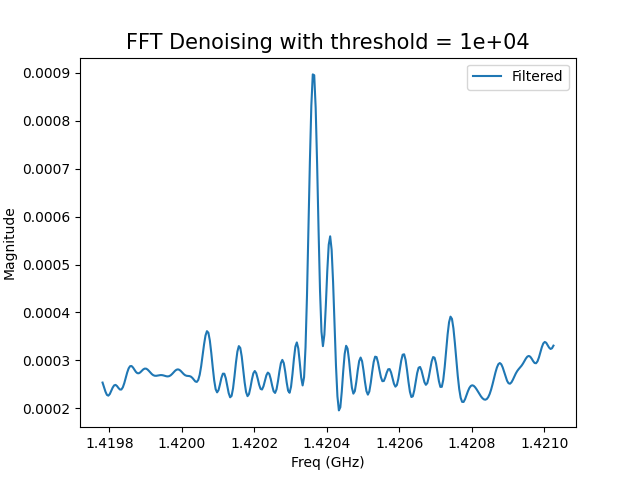 FFT Denoising with threshold = 1e+04
Filtered
0.0009
0.0008
0.0007
0.0006
0.0005
0.0004
0.0003
0.0002
Magnitude
1.4198 1.4200 1.4202 1.4204 1.4206 1.4208 1.4210
Freq (GHz)